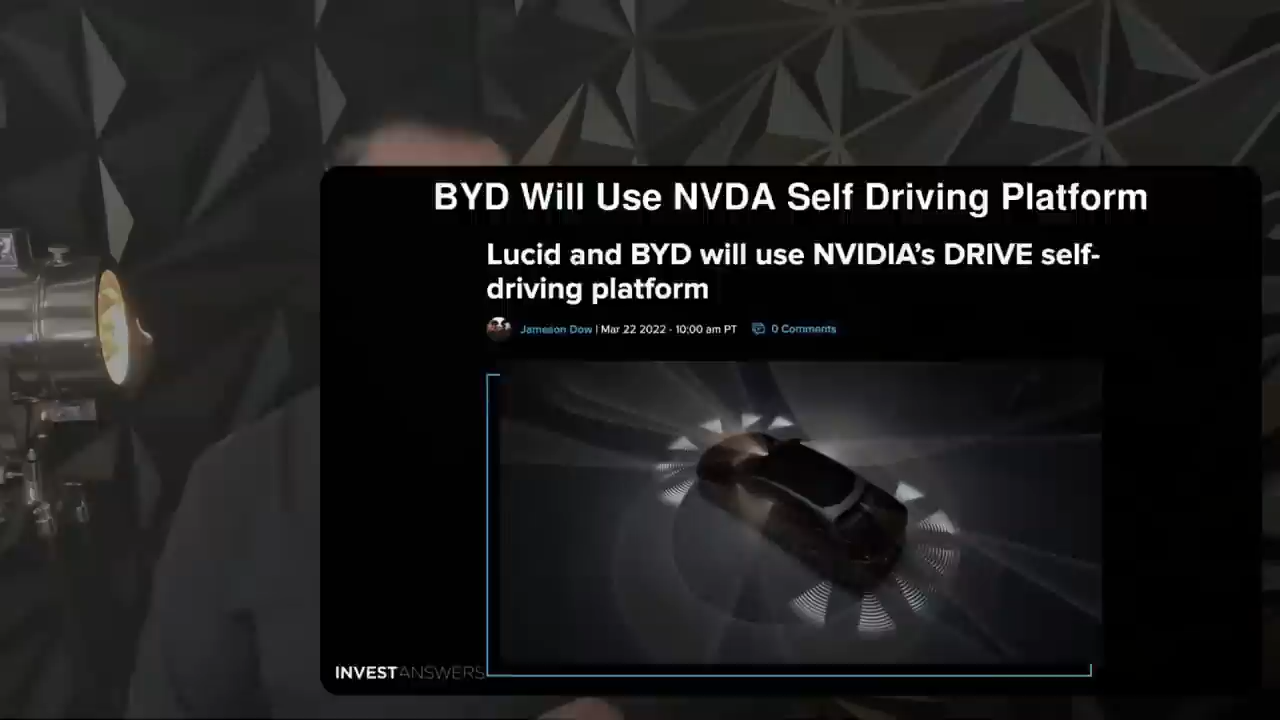 BYD Will Use NVDA Self Driving Platform
Lucid and BYD will use NVIDIA’s DRIVE self-
driving platform
Jameson Dow | Mar 22 2022 - 10:00 am PT 0 Comments
INVESTANSWERS